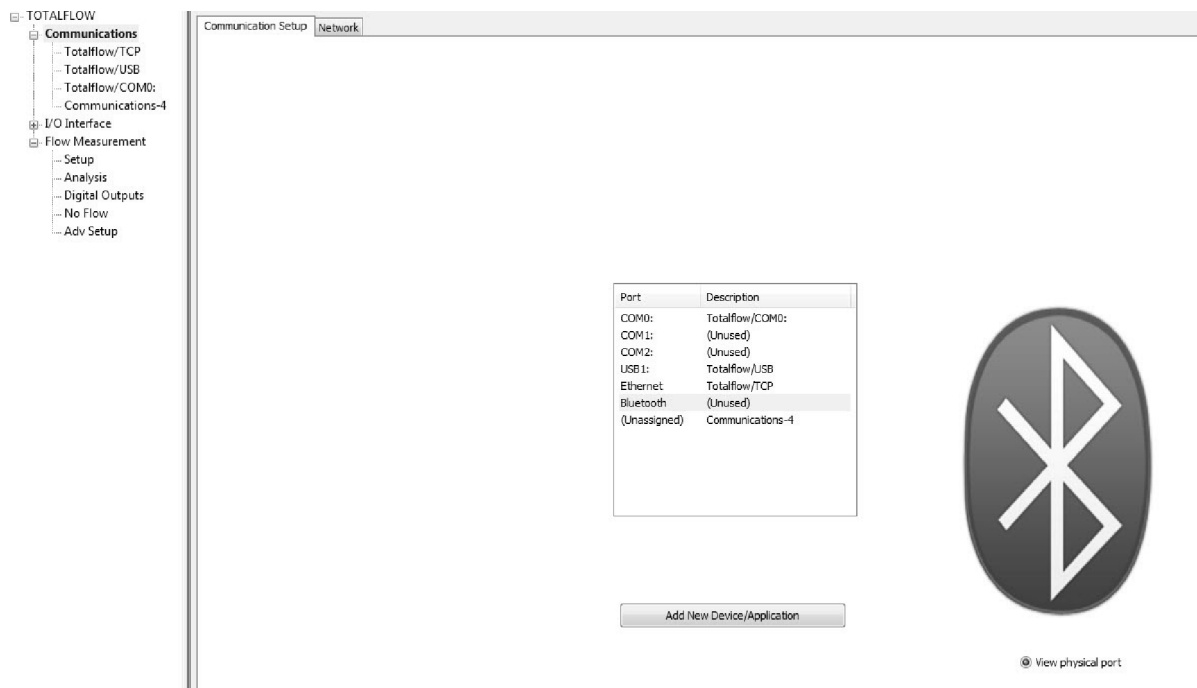 TOTALFLOW
Communications
Totalflow/TCP
Totalflow/USB
Totalflow/COM0:
Communications-4
I/O Interface
Flow Measurement
Setup
Analysis
Digital Outputs
No Flow
Adv Setup
Communication Setup Network
Port Description
COM0: Totalflow/COM0:
COM1: (Unused)
COM2: (Unused)
USB1: Totalflow/USB
Ethernet Totalflow/TCP
Bluetooth (Unused)
(Unassigned) Communications-4
Add New Device/Application
View physical port